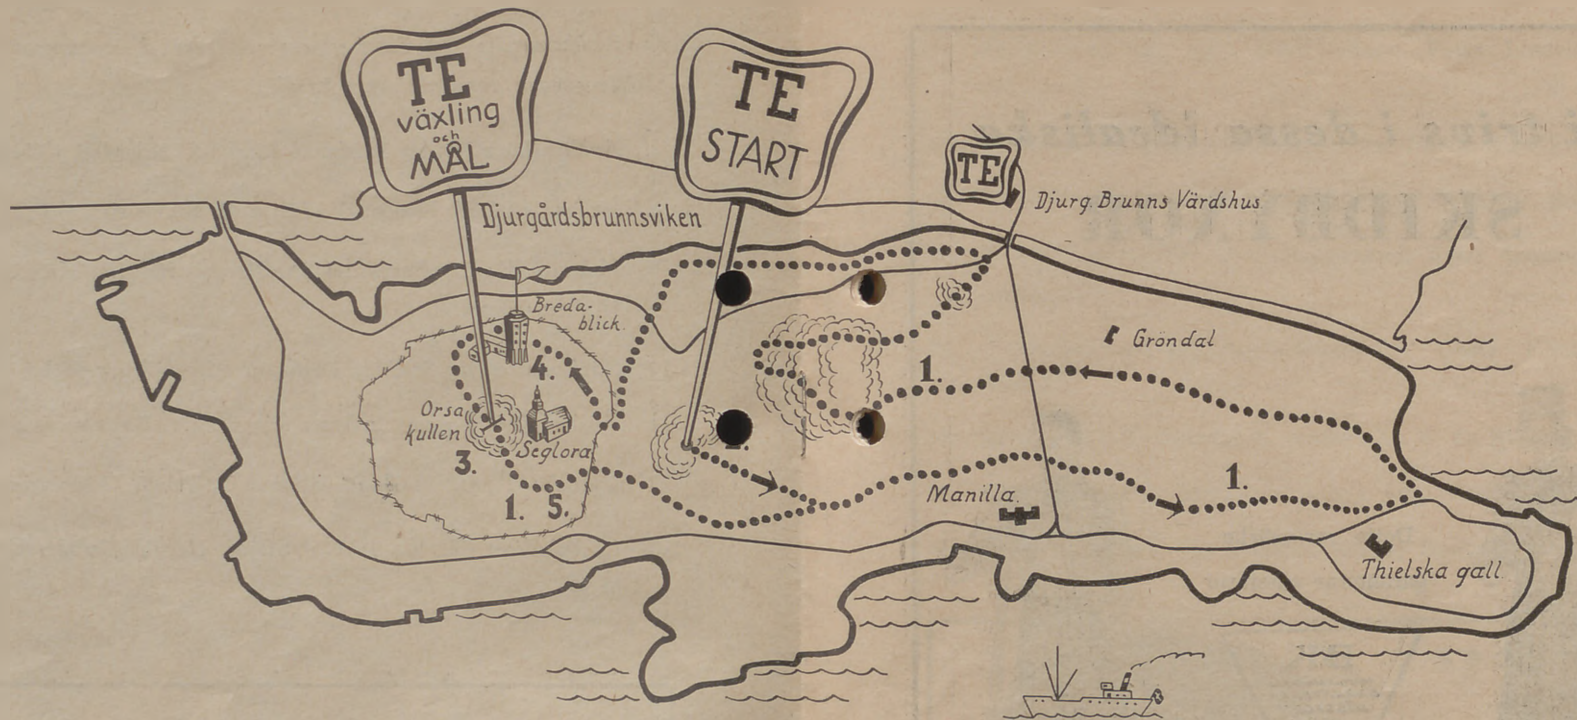 TE
växling
och
MÅL
TE
START
TE
Djurg. Brunns Värdshus
Djurgårdsbrunnsviken
Breda-
blick.
4.
Gröndal
1.
Orsa
kullen
Seglora
3.
1. 5.
1.
Manilla.
Thielska gall.